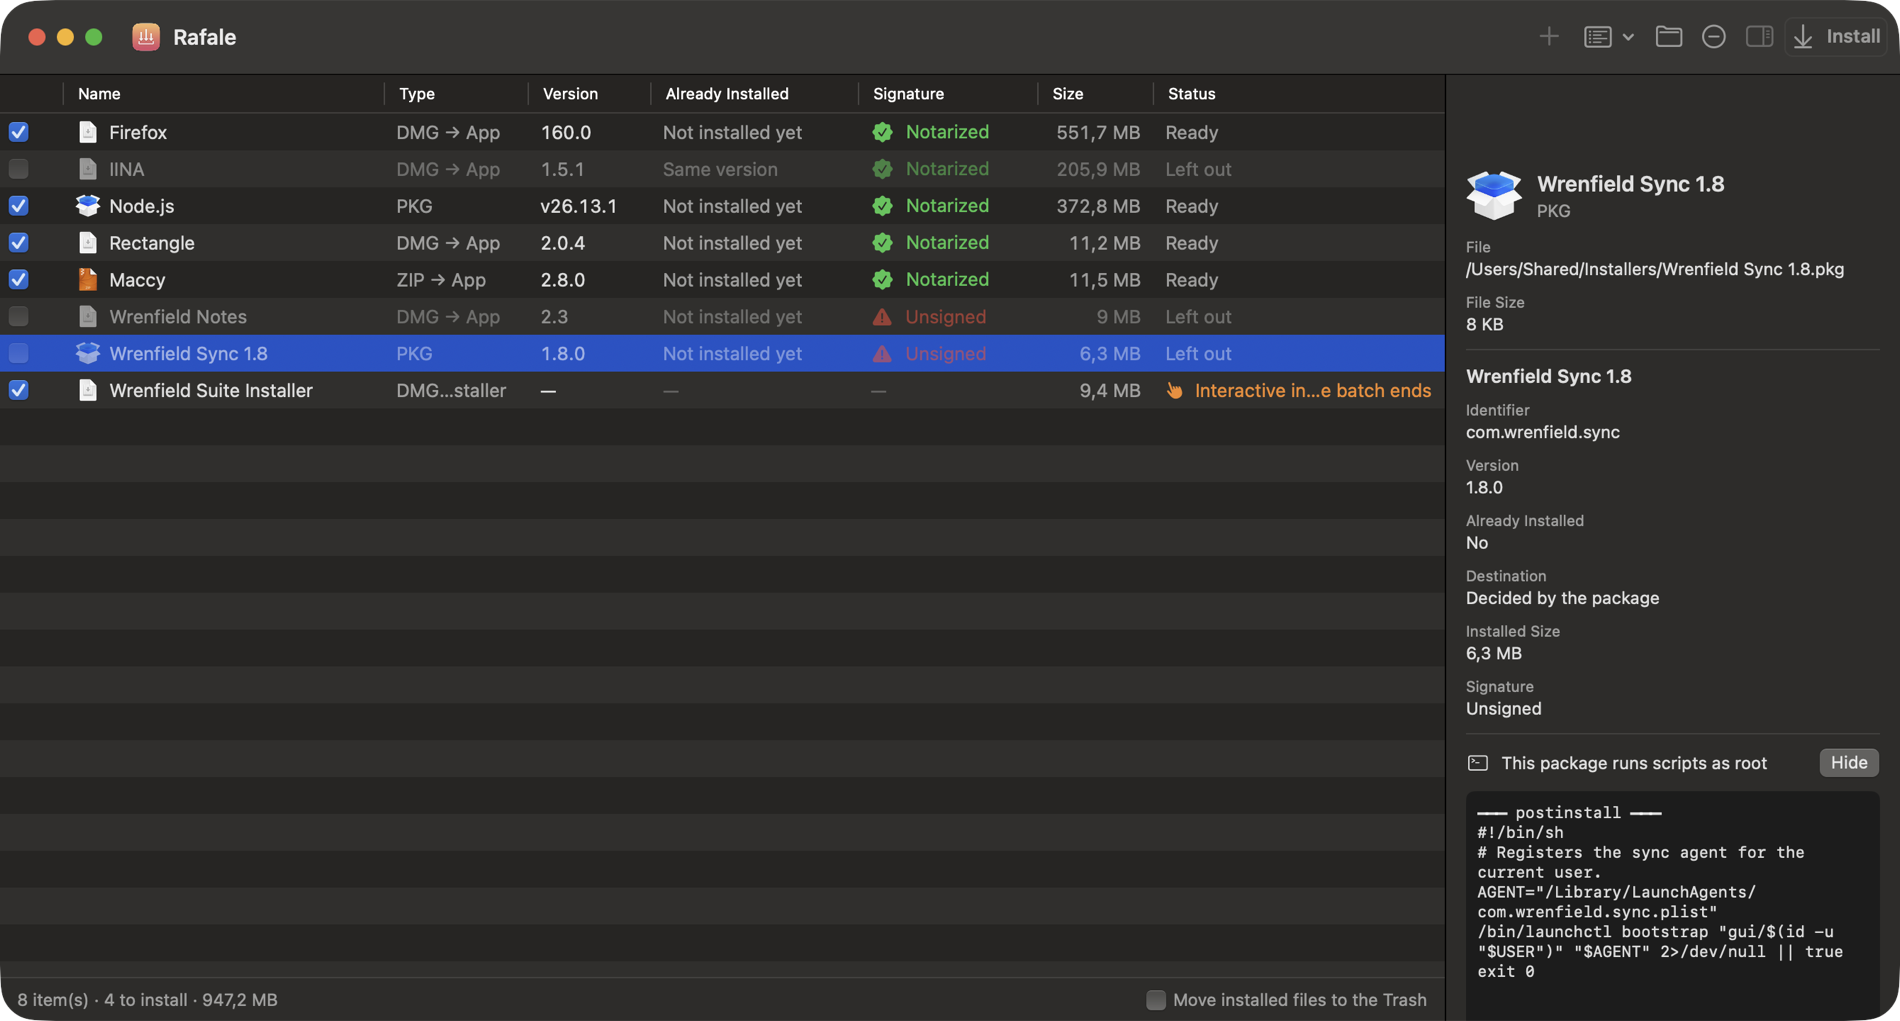 Rafale
Install
Name Type Version Already Installed Signature Size Status
Firefox DMG → App 160.0 Not installed yet Notarized 551,7 MB Ready
IINA DMG → App 1.5.1 Same version Notarized 205,9 MB Left out
Node.js PKG v26.13.1 Not installed yet Notarized 372,8 MB Ready
Rectangle DMG → App 2.0.4 Not installed yet Notarized 11,2 MB Ready
Maccy ZIP → App 2.8.0 Not installed yet Notarized 11,5 MB Ready
Wrenfield Notes DMG → App 2.3 Not installed yet Unsigned 9 MB Left out
Wrenfield Sync 1.8 PKG 1.8.0 Not installed yet Unsigned 6,3 MB Left out
Wrenfield Suite Installer DMG...staller — — — 9,4 MB Interactive in...e batch ends
8 item(s) · 4 to install · 947,2 MB
Move installed files to the Trash
Wrenfield Sync 1.8
PKG
File
/Users/Shared/Installers/Wrenfield Sync 1.8.pkg
File Size
8 KB
Wrenfield Sync 1.8
Identifier
com.wrenfield.sync
Version
1.8.0
Already Installed
No
Destination
Decided by the package
Installed Size
6,3 MB
Signature
Unsigned
This package runs scripts as root
Hide
─── postinstall ───
#!/bin/sh
# Registers the sync agent for the
current user.
AGENT="/Library/LaunchAgents/
com.wrenfield.sync.plist"
/bin/launchctl bootstrap "gui/$(id -u
"$USER")" "$AGENT" 2>/dev/null || true
exit 0